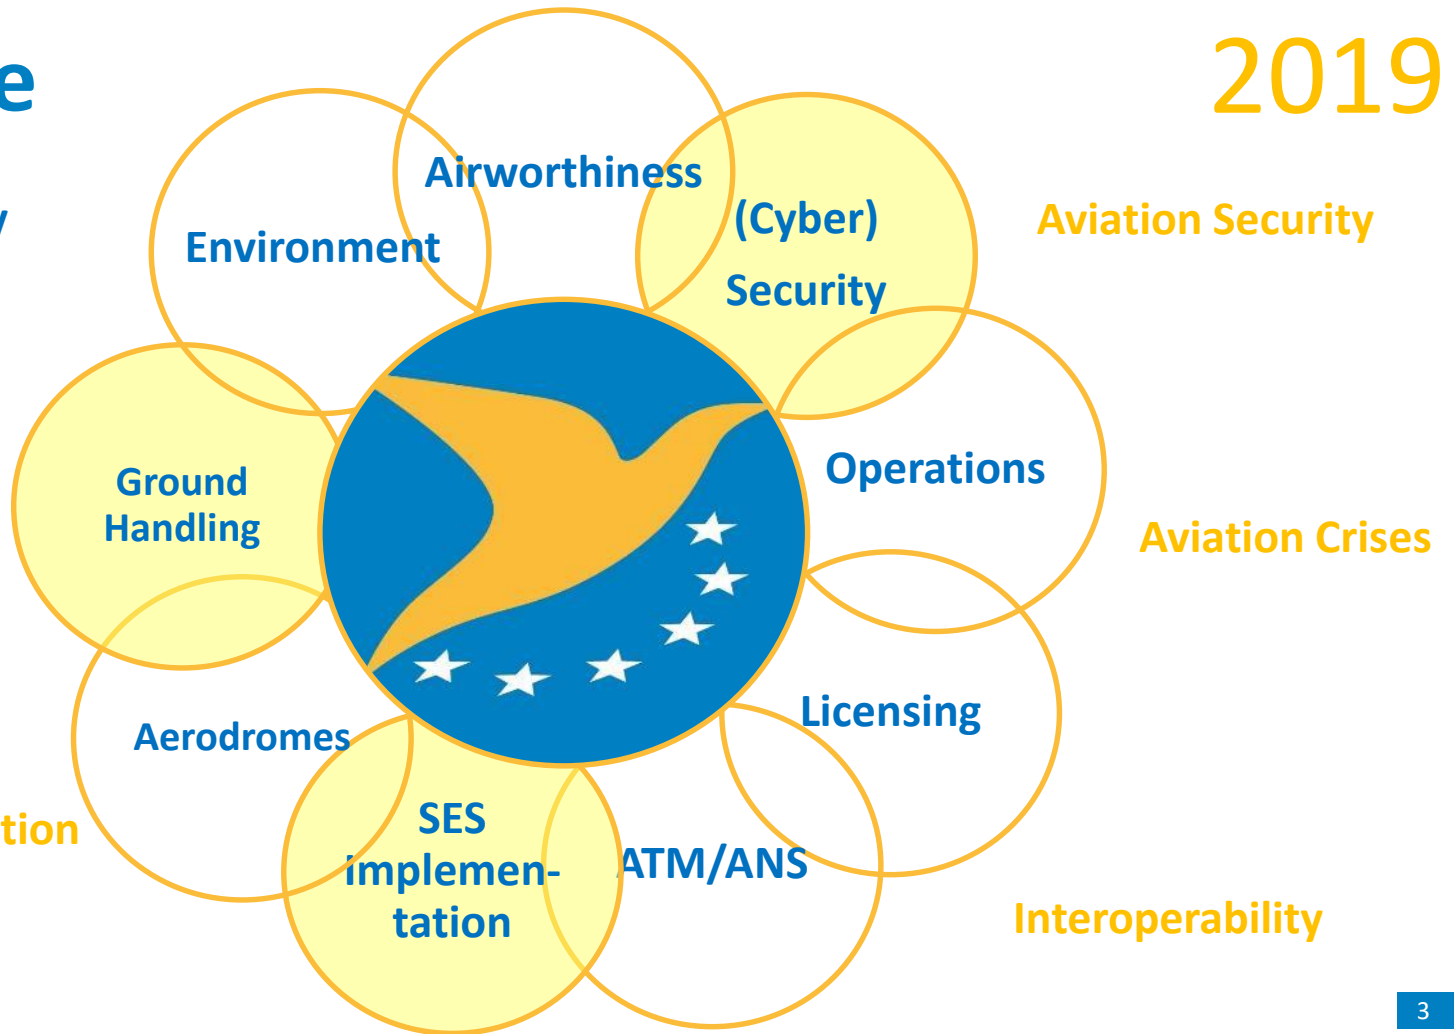 2019
Airworthiness
(Cyber)
Security
Aviation Security
Environment
Operations
Ground
Handling
Aviation Crises
Licensing
Aerodromes
SES
Implemen-
tation
ATM/ANS
Interoperability
3